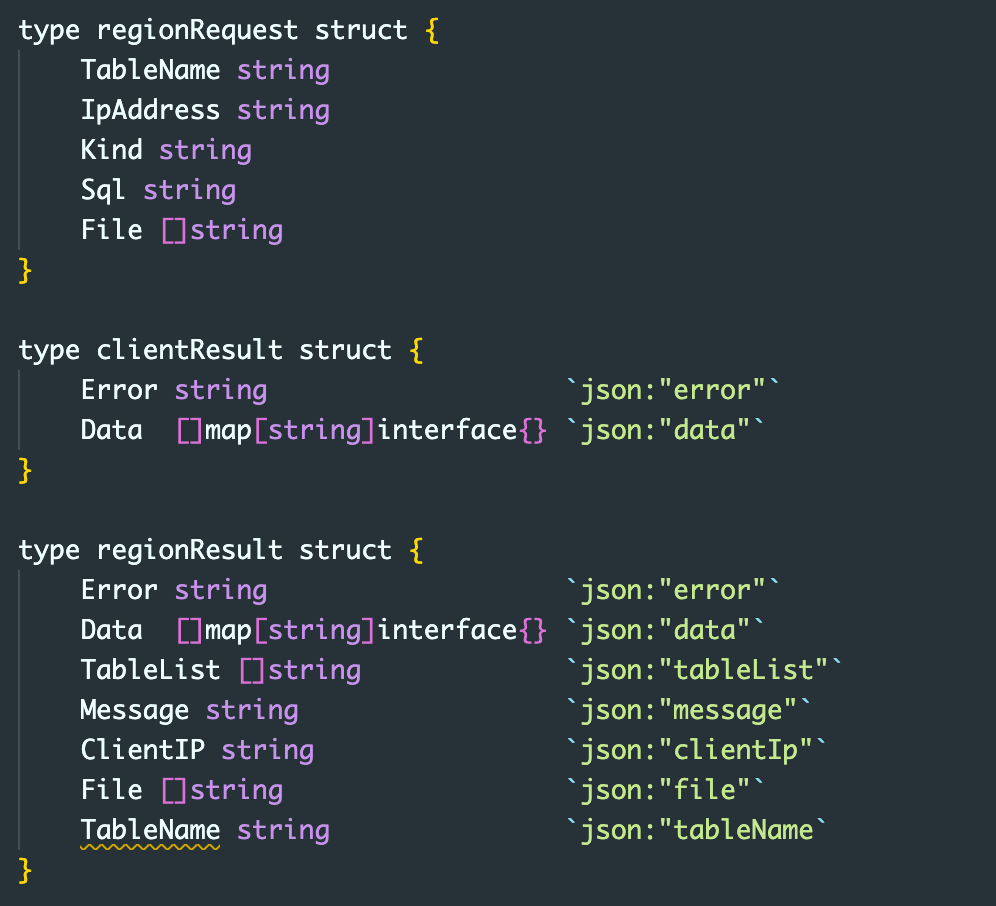 type regionRequest struct {
    TableName string
    IpAddress string
    Kind string
    Sql string
    File []string
}

type clientResult struct {
    Error string                   `json:"error"`
    Data  []map[string]interface{} `json:"data"`
}

type regionResult struct {
    Error string                   `json:"error"`
    Data  []map[string]interface{} `json:"data"`
    TableList []string             `json:"tableList"`
    Message string                 `json:"message"`
    ClientIP string                `json:"clientIp"`
    File []string                  `json:"file"`
    TableName string               `json:"tableName`
}